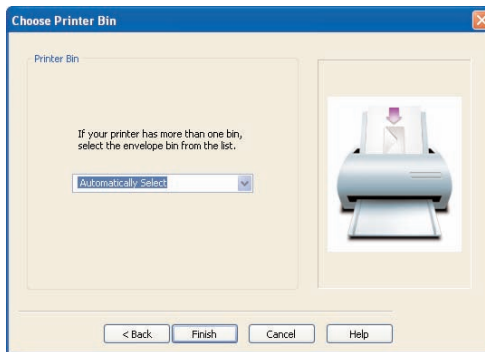 Choose Printer Bin
Printer Bin
If your printer has more than one bin,
select the envelope bin from the list.
Automatically Select
< Back
Finish
Cancel
Help